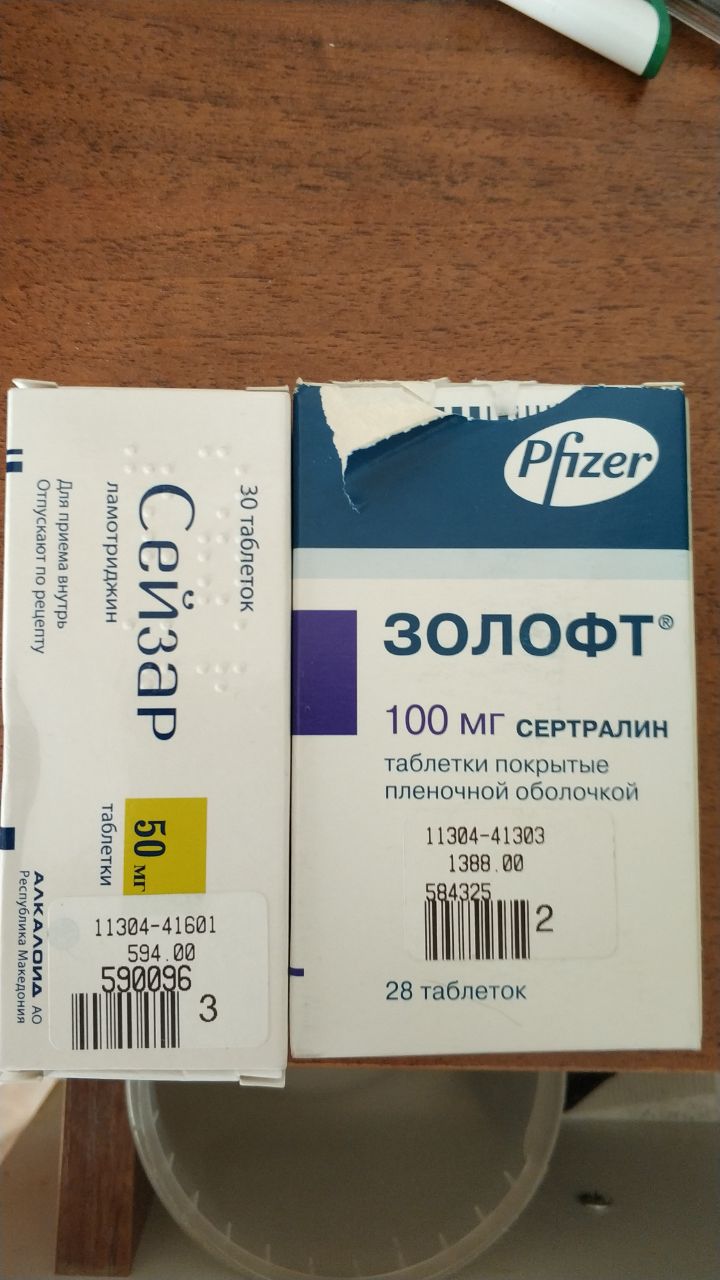 30 таблеток
Сейзар
ламотриджин
Для приема внутрь
Отпускают по рецепту
50 мг
таблетки
АЛКАЛОИД АО
Республика Македония
11304-41601
594.00
590096
3
Pfizer
ЗОЛОФТ®
100 мг СЕРТРАЛИН
таблетки покрытые
пленочной оболочкой
11304-41303
1388.00
584325
2
28 таблеток